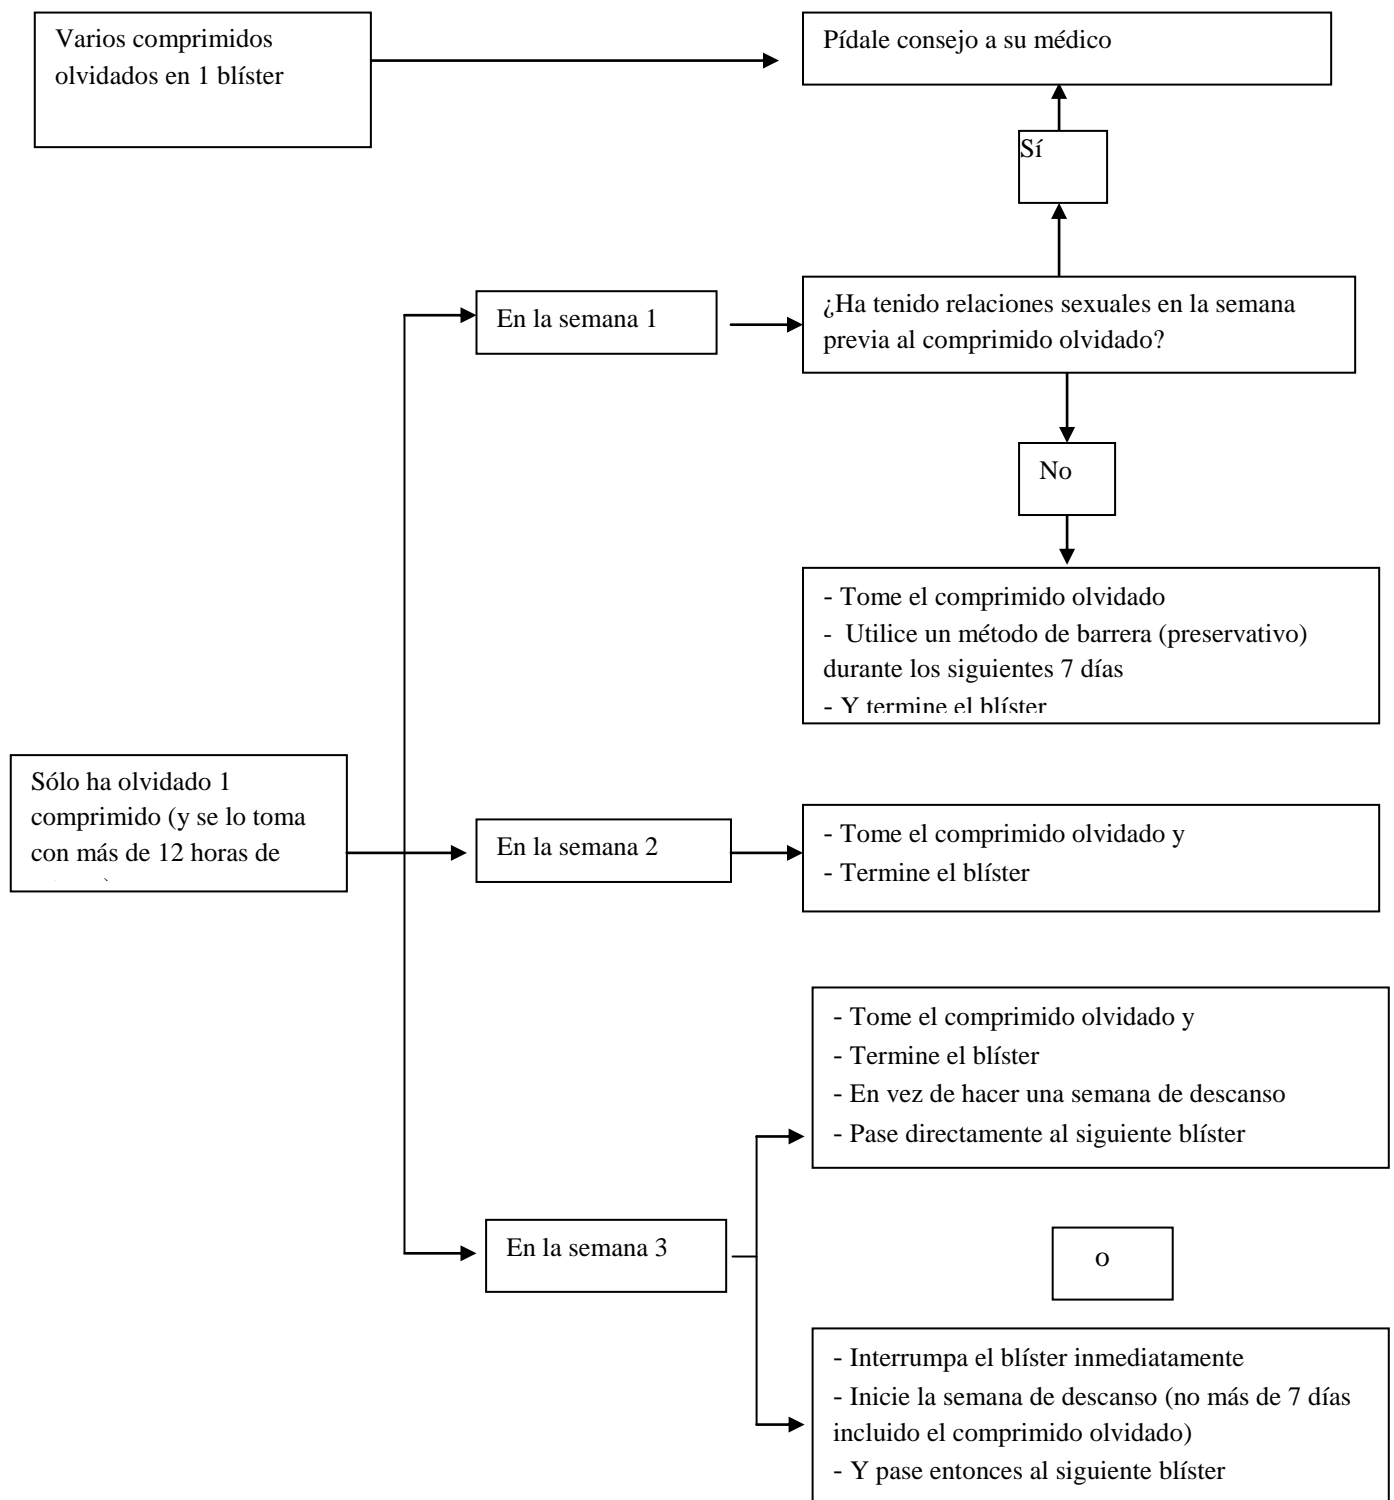 Varios comprimidos
olvidados en 1 blíster
Pídale consejo a su médico
Sí
En la semana 1
¿Ha tenido relaciones sexuales en la semana
previa al comprimido olvidado?
No
- Tome el comprimido olvidado
- Utilice un método de barrera (preservativo)
durante los siguientes 7 días
- Y termine el blíster
Sólo ha olvidado 1
comprimido (y se lo toma
con más de 12 horas de
En la semana 2
- Tome el comprimido olvidado y
- Termine el blíster
- Tome el comprimido olvidado y
- Termine el blíster
- En vez de hacer una semana de descanso
- Pase directamente al siguiente blíster
En la semana 3
o
- Interrumpa el blíster inmediatamente
- Inicie la semana de descanso (no más de 7 días
incluido el comprimido olvidado)
- Y pase entonces al siguiente blíster